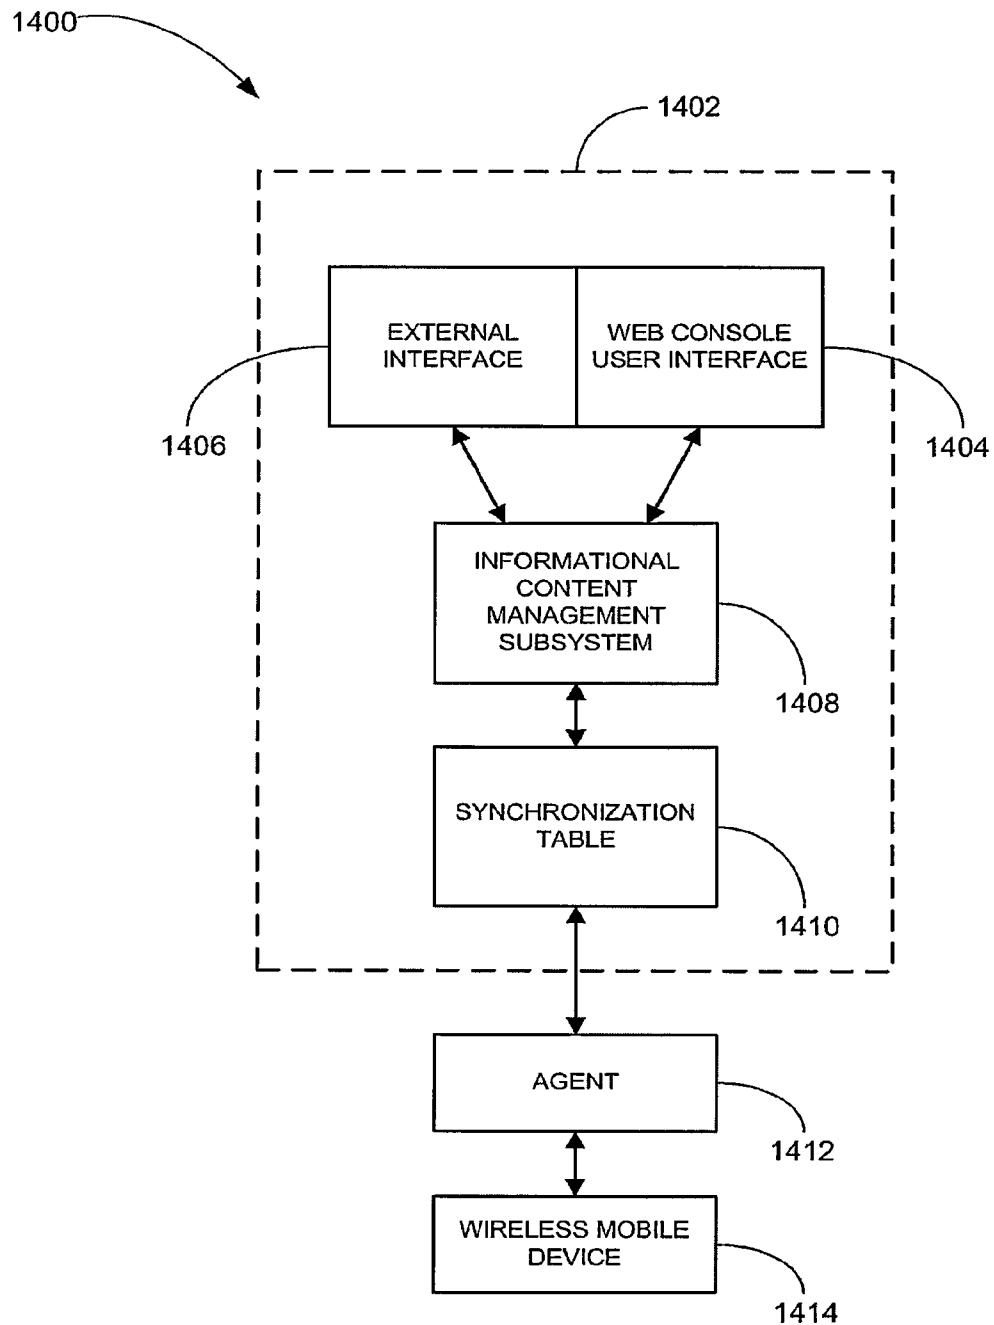 1400
1402
EXTERNAL
INTERFACE
WEB CONSOLE
USER INTERFACE
1406
1404
INFORMATIONAL
CONTENT
MANAGEMENT
SUBSYSTEM
1408
SYNCHRONIZATION
TABLE
1410
AGENT
1412
WIRELESS MOBILE
DEVICE
1414